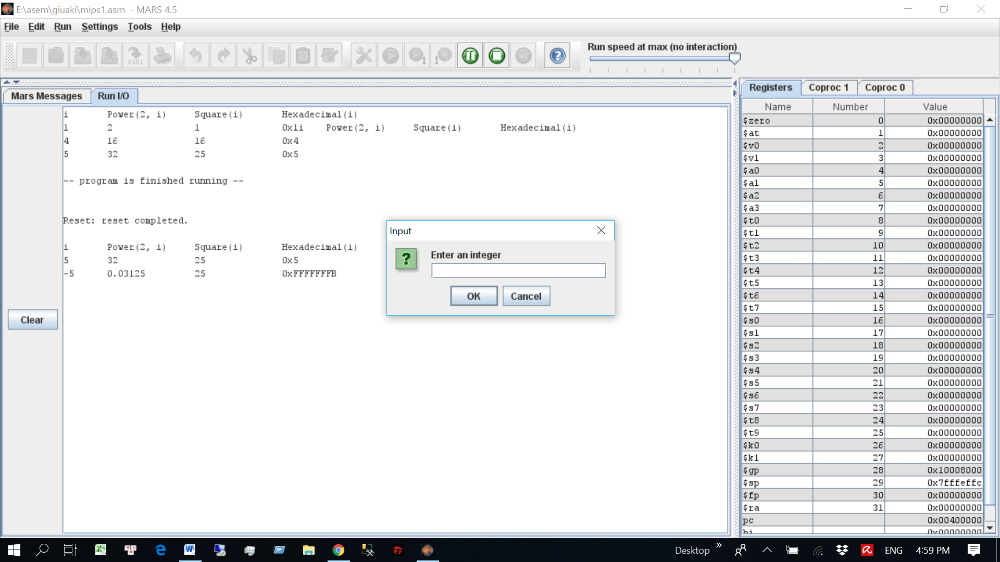 E:\asem\giuaki\mips1.asm - MARS 4.5
File Edit Run Settings Tools Help
0101
1
1
?
Run speed at max (no interaction)
Mars Messages Run I/O
i Power(2, i) Square(i) Hexadecimal(i)
1 2 1 0x1i Power(2, i) Square(i) Hexadecimal(i)
4 16 16 0x4
5 32 25 0x5
-- program is finished running --
Reset: reset completed.
i Power(2, i) Square(i) Hexadecimal(i)
5 32 25 0x5
-5 0.03125 25 0xFFFFFFFB
Clear
Input
?
Enter an integer
OK Cancel
Registers Coproc 1 Coproc 0
Name Number Value
$zero 0 0x00000000
$at 1 0x00000000
$v0 2 0x00000000
$v1 3 0x00000000
$a0 4 0x00000000
$a1 5 0x00000000
$a2 6 0x00000000
$a3 7 0x00000000
$t0 8 0x00000000
$t1 9 0x00000000
$t2 10 0x00000000
$t3 11 0x00000000
$t4 12 0x00000000
$t5 13 0x00000000
$t6 14 0x00000000
$t7 15 0x00000000
$s0 16 0x00000000
$s1 17 0x00000000
$s2 18 0x00000000
$s3 19 0x00000000
$s4 20 0x00000000
$s5 21 0x00000000
$s6 22 0x00000000
$s7 23 0x00000000
$t8 24 0x00000000
$t9 25 0x00000000
$k0 26 0x00000000
$k1 27 0x00000000
$gp 28 0x10008000
$sp 29 0x7fffeffc
$fp 30 0x00000000
$ra 31 0x00000000
pc 0x00400000
hi 0x00000000
Desktop ENG 4:59 PM